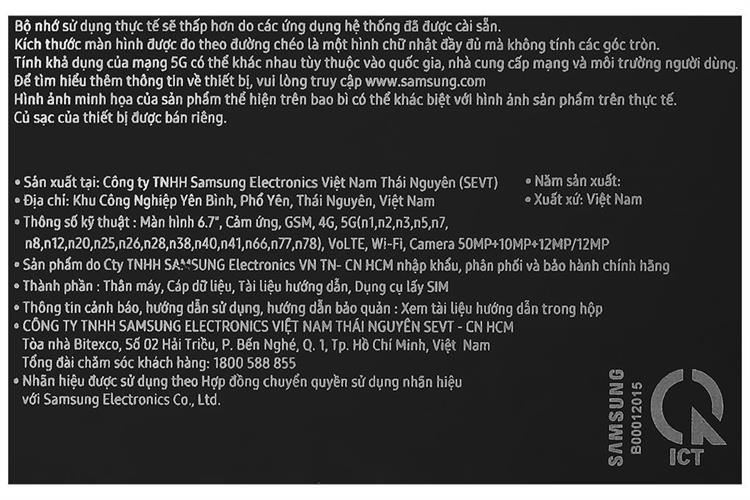 Bộ nhớ sử dụng thực tế sẽ thấp hơn do các ứng dụng hệ thống đã được cài sẵn.
Kích thước màn hình được đo theo đường chéo là một hình chữ nhật đầy đủ mà không tính các góc tròn.
Tính khả dụng của mạng 5G có thể khác nhau tùy thuộc vào quốc gia, nhà cung cấp mạng và môi trường người dùng.
Để tìm hiểu thêm thông tin về thiết bị, vui lòng truy cập www.samsung.com
Hình ảnh minh họa của sản phẩm thể hiện trên bao bì có thể khác biệt với hình ảnh sản phẩm trên thực tế.
Củ sạc của thiết bị được bán riêng.
• Sản xuất tại: Công ty TNHH Samsung Electronics Việt Nam Thái Nguyên (SEVT)
• Năm sản xuất:
• Địa chỉ: Khu Công Nghiệp Yên Bình, Phổ Yên, Thái Nguyên, Việt Nam
• Xuất xứ: Việt Nam
• Thông số kỹ thuật : Màn hình 6.7", Cảm ứng, GSM, 4G, 5G(n1,n2,n3,n5,n7,
n8,n12,n20,n25,n26,n28,n38,n40,n41,n66,n77,n78), VoLTE, Wi-Fi, Camera 50MP+10MP+12MP/12MP
• Sản phẩm do Cty TNHH SAMSUNG Electronics VN TN- CN HCM nhập khẩu, phân phối và bảo hành chính hãng
• Thành phần : Thân máy, Cáp dữ liệu, Tài liệu hướng dẫn, Dụng cụ lấy SIM
• Thông tin cảnh báo, hướng dẫn sử dụng, hướng dẫn bảo quản : Xem tài liệu hướng dẫn trong hộp
• CÔNG TY TNHH SAMSUNG ELECTRONICS VIỆT NAM THÁI NGUYÊN SEVT - CN HCM
Tòa nhà Bitexco, Số 02 Hải Triều, P. Bến Nghé, Q. 1, Tp. Hồ Chí Minh, Việt Nam
Tổng đài chăm sóc khách hàng: 1800 588 855
• Nhãn hiệu được sử dụng theo Hợp đồng chuyển quyền sử dụng nhãn hiệu
với Samsung Electronics Co., Ltd.
SAMSUNG
B00012015
ICT